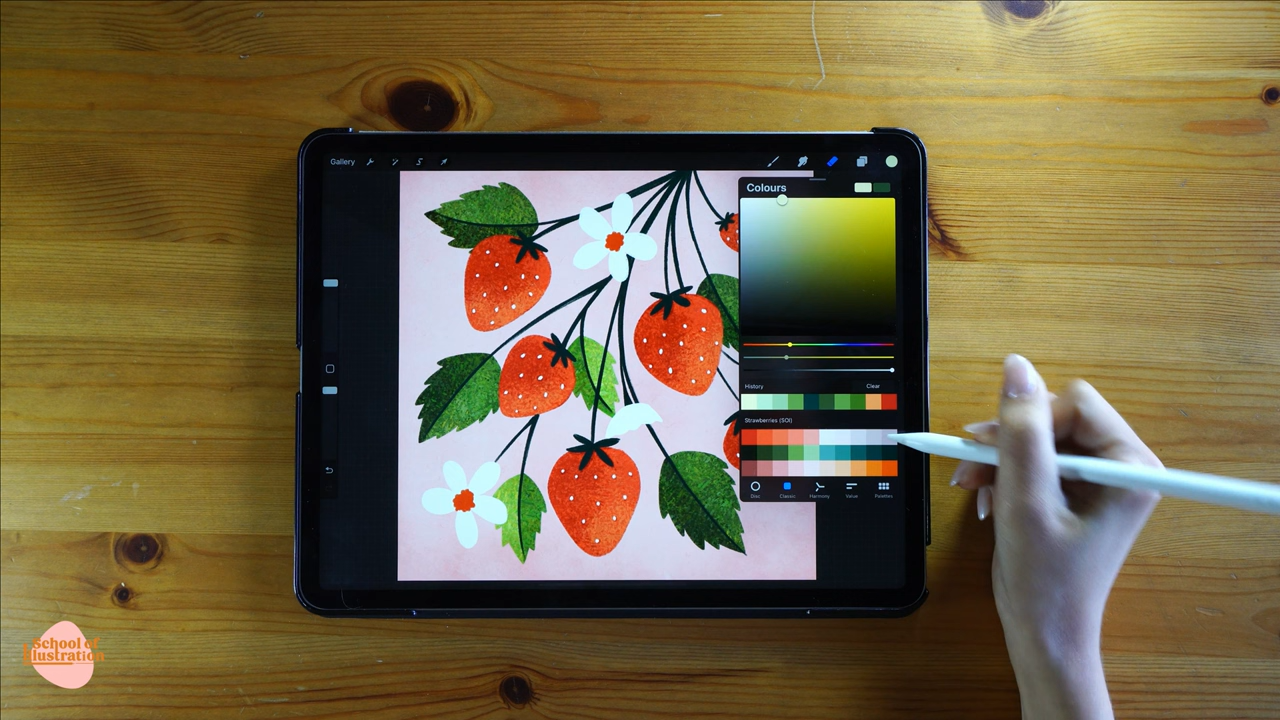 Gallery
Colours
History
Clear
Strawberries (SOI)
Disc
Classic
Harmony
Value
Palettes
School of
Illustration